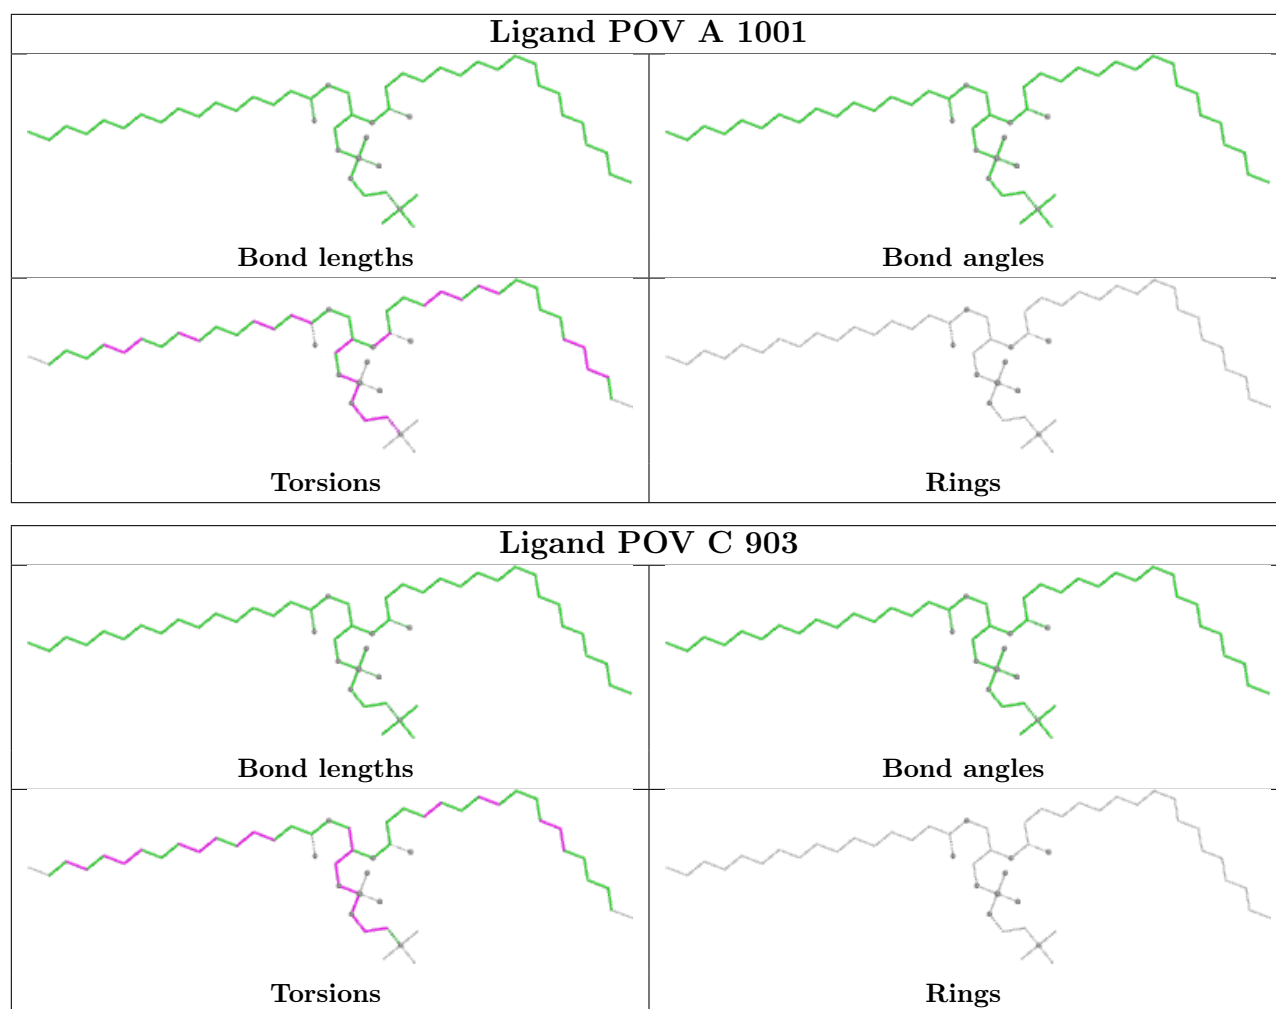 Ligand POV A 1001
Bond lengths
Bond angles
Torsions
Rings
Ligand POV C 903
Bond lengths
Bond angles
Torsions
Rings